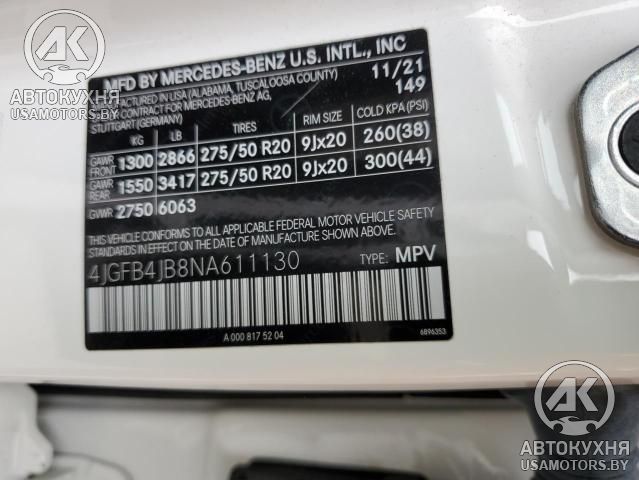 MFD BY MERCEDES-BENZ U.S. INTL., INC
MANUFACTURED IN USA (ALABAMA, TUSCALOOSA COUNTY) 11/21
UNDER CONTRACT FOR MERCEDES-BENZ AG, 149
STUTTGART (GERMANY)
KG LB TIRES RIM SIZE COLD KPA (PSI)
GAWR FRONT 1300 2866 275/50 R20 9Jx20 260(38)
GAWR REAR 1550 3417 275/50 R20 9Jx20 300(44)
GVWR 2750 6063
THIS VEHICLE CONFORMS TO ALL APPLICABLE FEDERAL MOTOR VEHICLE SAFETY
STANDARDS IN EFFECT ON THE DATE OF MANUFACTURE SHOWN ABOVE.
4JGFB4JB8NA611130 TYPE: MPV
A 000 817 52 04 6896353
АК
АВТОКУХНЯ
USAMOTORS.BY
АК
АВТОКУХНЯ
USAMOTORS.BY